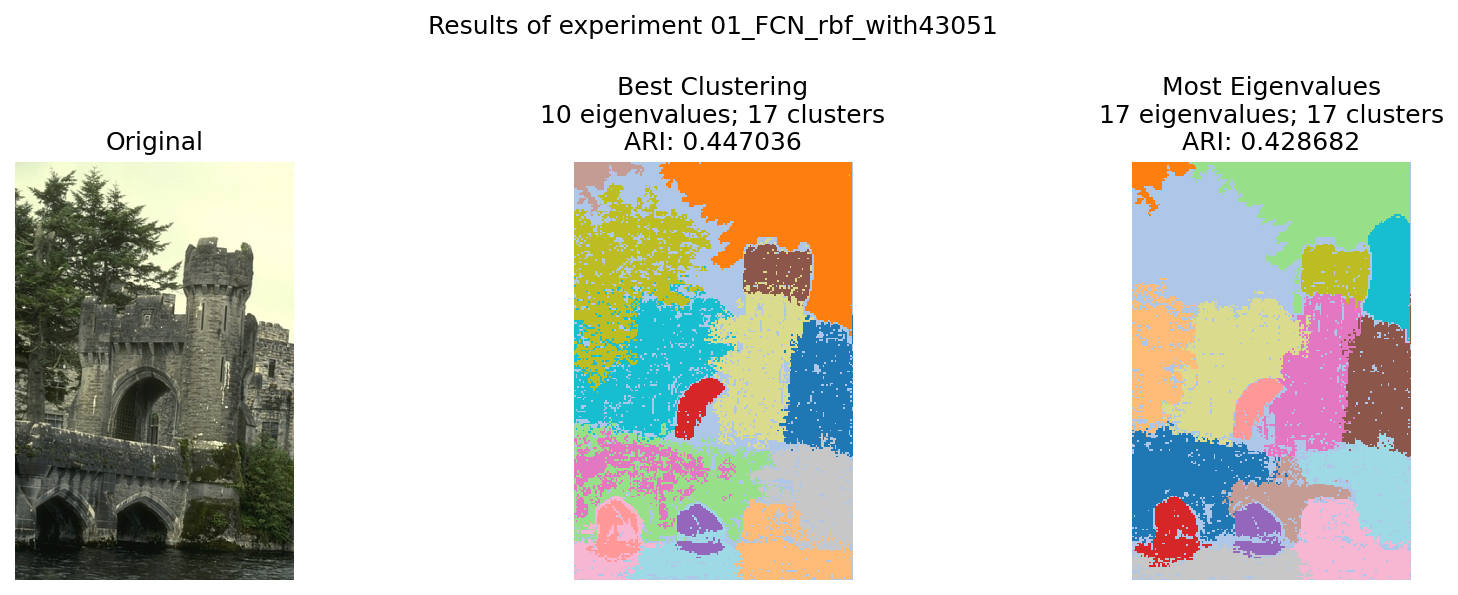 Results of experiment 01_FCN_rbf_with43051
Original
Best Clustering
10 eigenvalues; 17 clusters
ARI: 0.447036
Most Eigenvalues
17 eigenvalues; 17 clusters
ARI: 0.428682